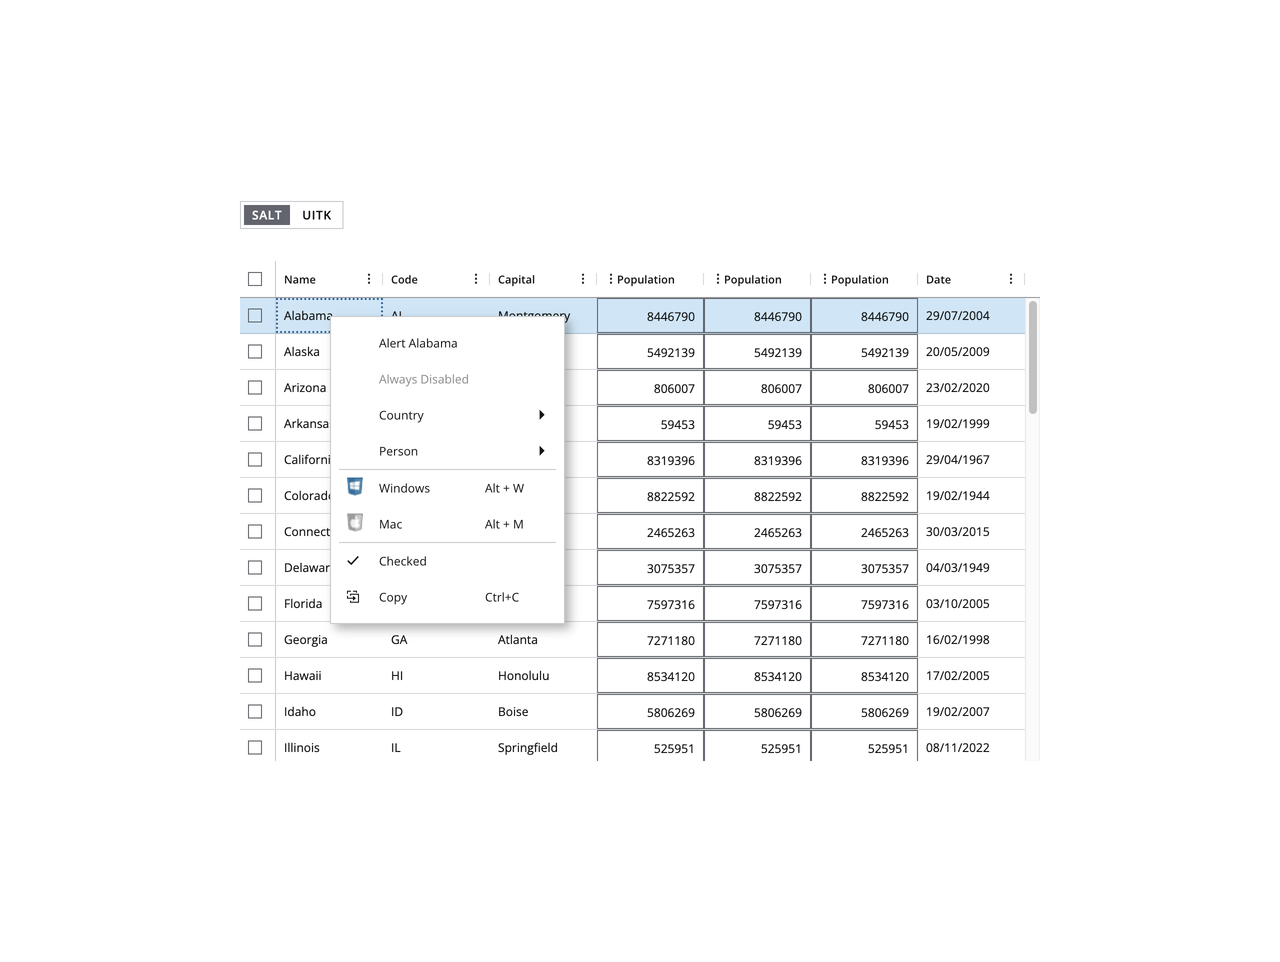 SALT UITK
Name Code Capital Population Population Population Date
Alabama Montgomery 8446790 8446790 8446790 29/07/2004
Alert Alabama
Alaska 5492139 5492139 5492139 20/05/2009
Always Disabled
Arizona 806007 806007 806007 23/02/2020
Country
Arkansa 59453 59453 59453 19/02/1999
Person
Californi 8319396 8319396 8319396 29/04/1967
Windows Alt + W
Colorado 8822592 8822592 8822592 19/02/1944
Mac Alt + M
Connect 2465263 2465263 2465263 30/03/2015
Checked
Delawar 3075357 3075357 3075357 04/03/1949
Copy Ctrl+C
Florida 7597316 7597316 7597316 03/10/2005
Georgia GA Atlanta 7271180 7271180 7271180 16/02/1998
Hawaii HI Honolulu 8534120 8534120 8534120 17/02/2005
Idaho ID Boise 5806269 5806269 5806269 19/02/2007
Illinois IL Springfield 525951 525951 525951 08/11/2022